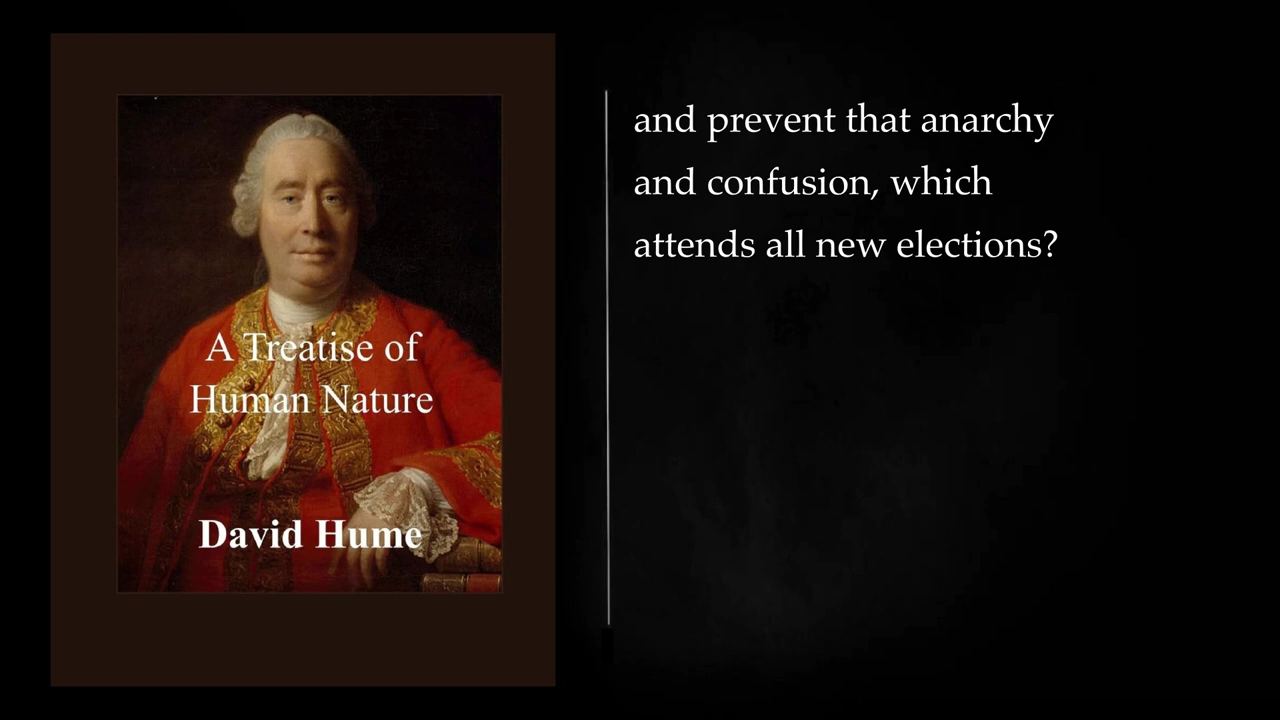 A Treatise of
Human Nature
David Hume
and prevent that anarchy
and confusion, which
attends all new elections?